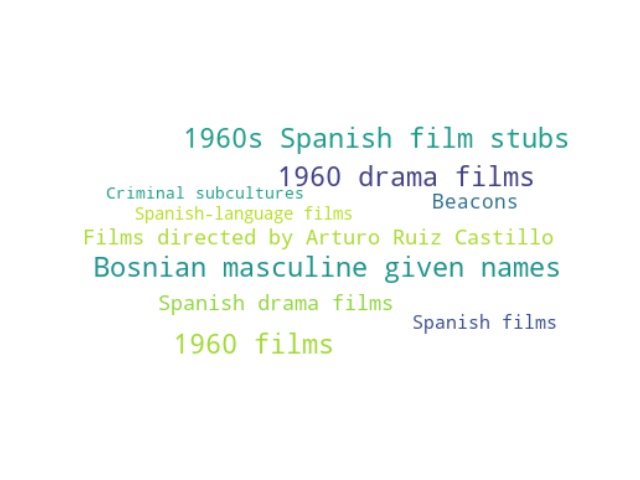 1960s Spanish film stubs
1960 drama films
Criminal subcultures
Beacons
Spanish-language films
Films directed by Arturo Ruiz Castillo
Bosnian masculine given names
Spanish drama films
Spanish films
1960 films